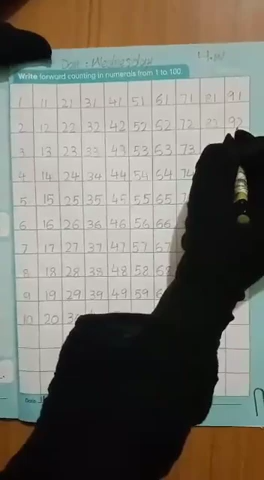 Write forward counting in numerals from 1 to 100
1 11 21 31 41 51 61 71 81 91
2 12 22 32 42 52 62 72 82 92
3 13 23 33 43 53 63 73
4 14 24 34 44 54 64 74
5 15 25 35 45 55 65
6 16 26 36 46 56 66
7 17 27 37 47 57
8 18 28 38 48 58 68
9 19 29 39 49 59
10 20